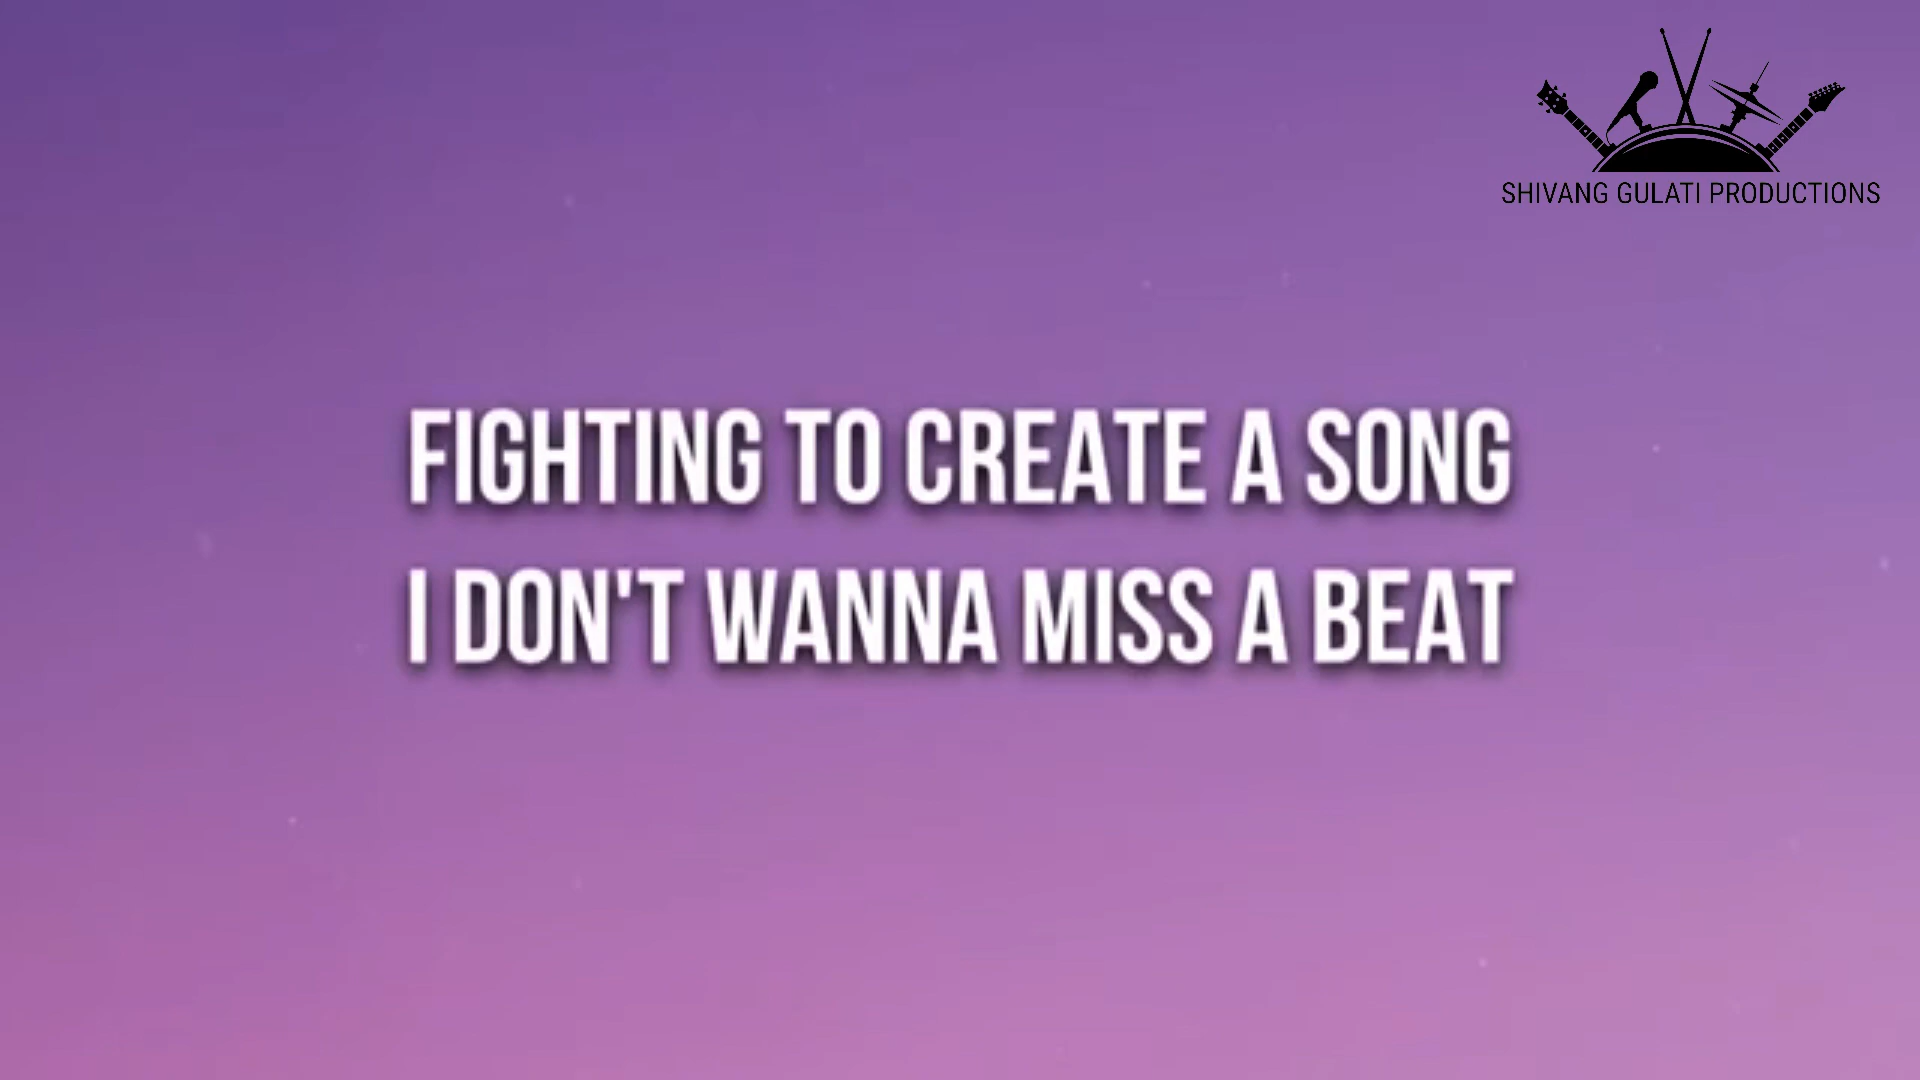 SHIVANG GULATI PRODUCTIONS
FIGHTING TO CREATE A SONG
I DON'T WANNA MISS A BEAT